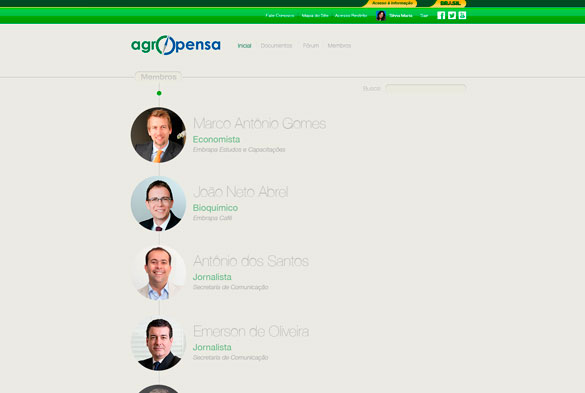 Acesso à informação BRASIL
Fale Conosco Mapa do Site Acesso Restrito Silvia Maria Sair
agropensa Inicial Documentos Fórum Membros
Membros
Busca
Marco Antônio Gomes
Economista
Embrapa Estudos e Capacitações
João Neto Abrel
Bioquímico
Embrapa Café
Antônio dos Santos
Jornalista
Secretaria de Comunicação
Emerson de Oliveira
Jornalista
Secretaria de Comunicação